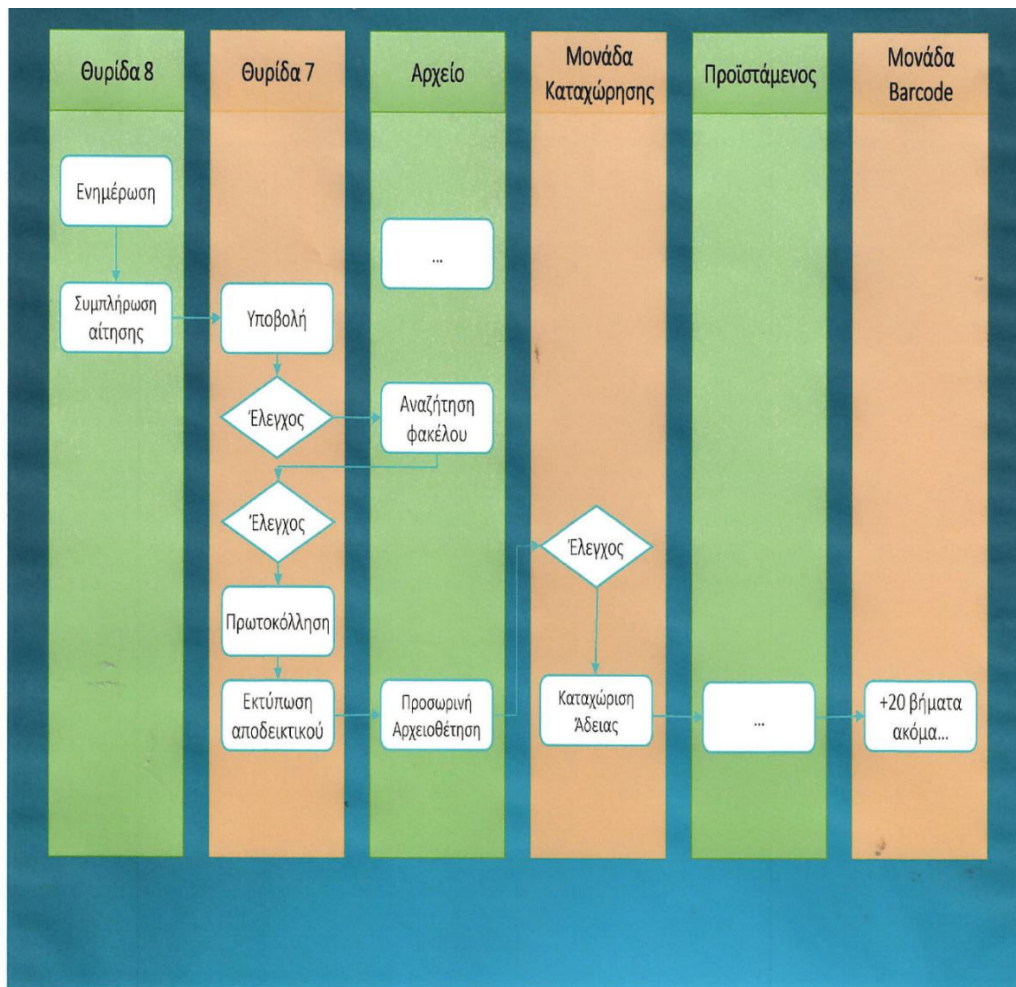 Θυρίδα 8
Θυρίδα 7
Αρχείο
Μονάδα
Καταχώρησης
Προϊστάμενος
Μονάδα
Barcode
Ενημέρωση
...
Συμπλήρωση
αίτησης
Υποβολή
Έλεγχος
Αναζήτηση
φακέλου
Έλεγχος
Έλεγχος
Πρωτοκόλληση
Εκτύπωση
αποδεικτικού
Προσωρινή
Αρχειοθέτηση
Καταχώριση
Άδειας
...
+20 βήματα
ακόμα...